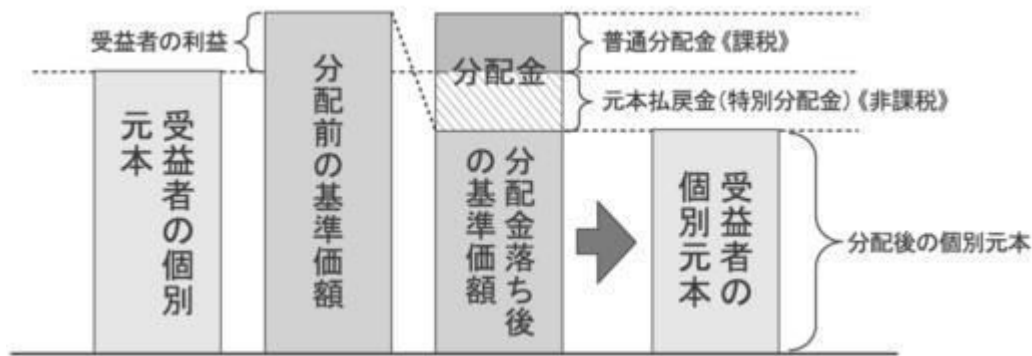 受益者の利益
受益者の個別
元本
分配前の基準価額
分配金
分配金落ち後
の基準価額
普通分配金《課税》
元本払戻金(特別分配金)《非課税》
受益者の
個別元本
分配後の個別元本